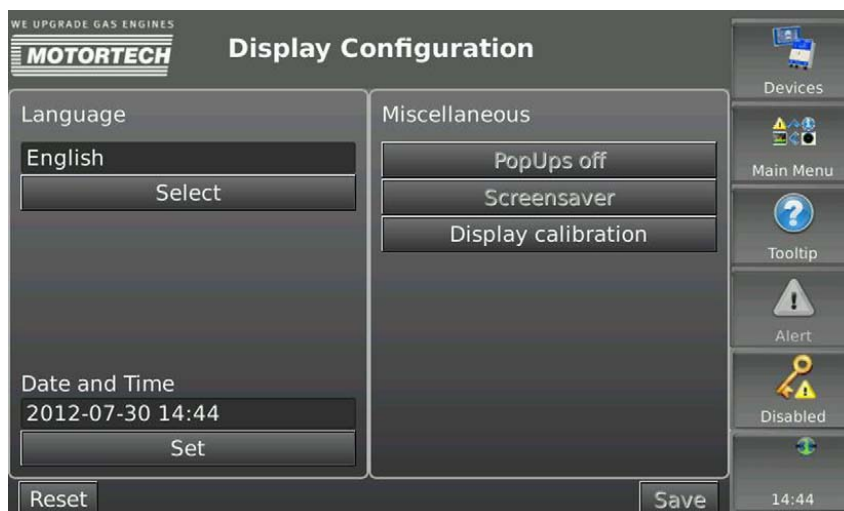 WE UPGRADE GAS ENGINES
MOTORTECH
Display Configuration
Language
English
Select
Date and Time
2012-07-30 14:44
Set
Miscellaneous
PopUps off
Screensaver
Display calibration
Reset
Save
Devices
Main Menu
Tooltip
Alert
Disabled
14:44